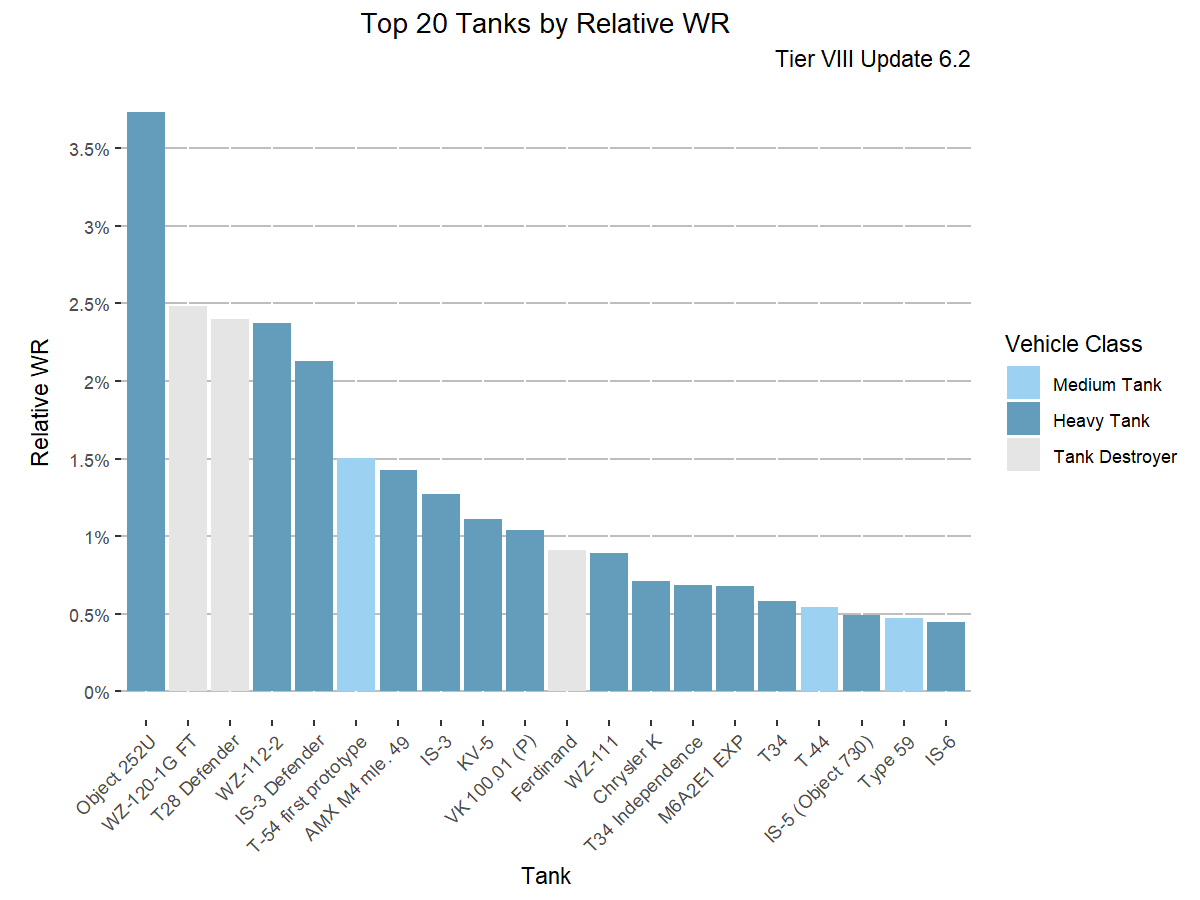 Top 20 Tanks by Relative WR
Tier VIII Update 6.2
3.5%
3%
2.5%
2%
1.5%
1%
0.5%
0%
Relative WR
Object 252U
WZ-120-1G FT
T28 Defender
WZ-112-2
IS-3 Defender
T-54 first prototype
AMX M4 mle. 49
IS-3
KV-5
VK 100.01 (P)
Ferdinand
WZ-111
Chrysler K
T34 Independence
M6A2E1 EXP
T34
T-44
IS-5 (Object 730)
Type 59
IS-6
Tank
Vehicle Class
Medium Tank
Heavy Tank
Tank Destroyer